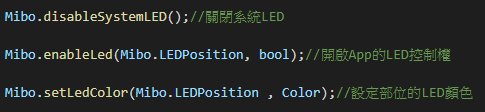 Mibo.disableSystemLED();//關閉系統LED
Mibo.enableLed(Mibo.LEDPosition, bool);//開啟App的LED控制權
Mibo.setLedColor(Mibo.LEDPosition , Color);//設定部位的LED顏色